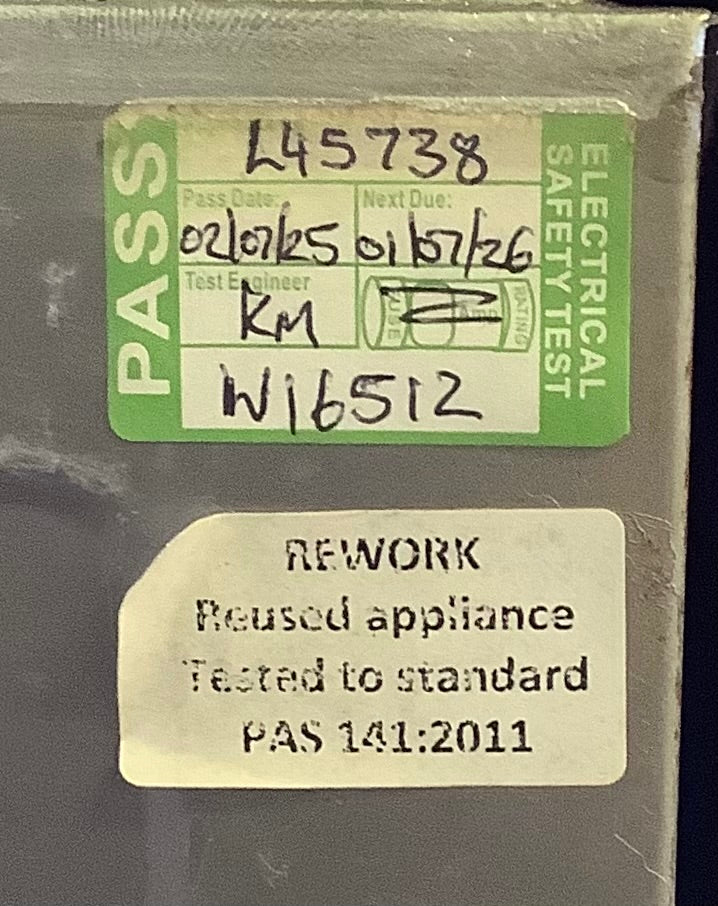 PASS
L45738
Pass Date: Next Due:
02/07/25 01/07/26
Test Engineer
KM
RATING
W16512
ELECTRICAL
SAFETY TEST
REWORK
Reused appliance
Tested to standard
PAS 141:2011